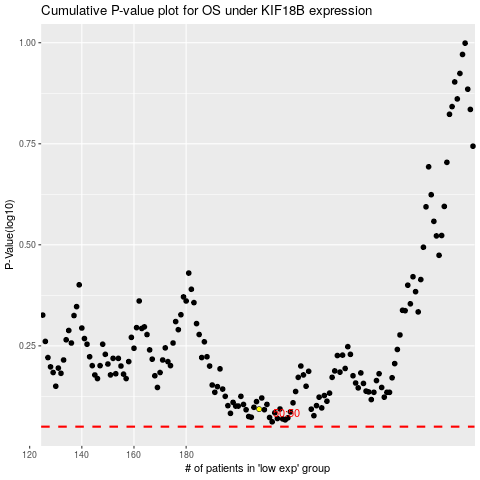 Cumulative P-value plot for OS under KIF18B expression
P-Value(log10)
1.00
0.75
0.50
0.25
120
140
160
180
# of patients in 'low exp' group